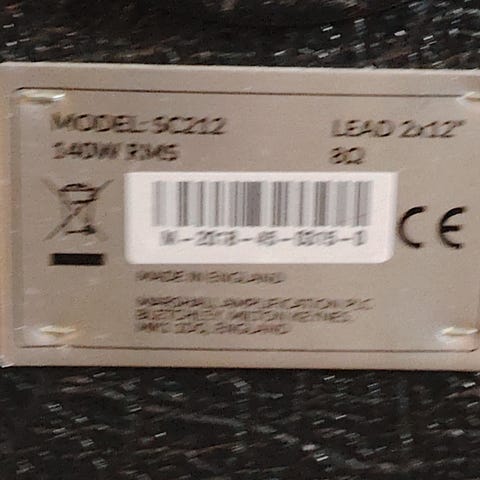 MODEL: SC212
LEAD 2x12"
140W RMS
8Ω
CE
MADE IN ENGLAND
MARSHALL AMPLIFICATION PLC
BLETCHLEY, MILTON KEYNES,
ENGLAND